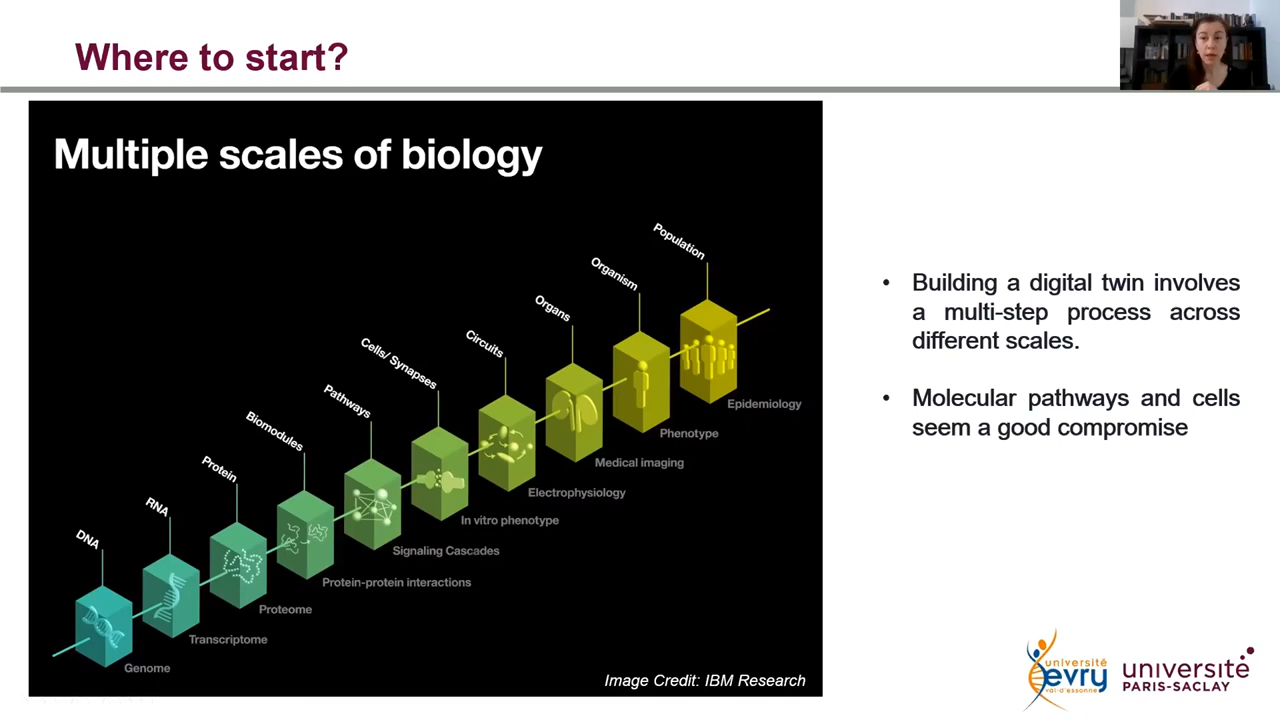 Where to start?
Multiple scales of biology
DNA
RNA
Protein
Biomodules
Pathways
Cells/ Synapses
Circuits
Organs
Organism
Population
Genome
Transcriptome
Proteome
Protein-protein interactions
Signaling Cascades
In vitro phenotype
Electrophysiology
Medical imaging
Phenotype
Epidemiology
Image Credit: IBM Research
• Building a digital twin involves
a multi-step process across
different scales.
• Molecular pathways and cells
seem a good compromise
université
evry
val-d'essonne
université
PARIS-SACLAY